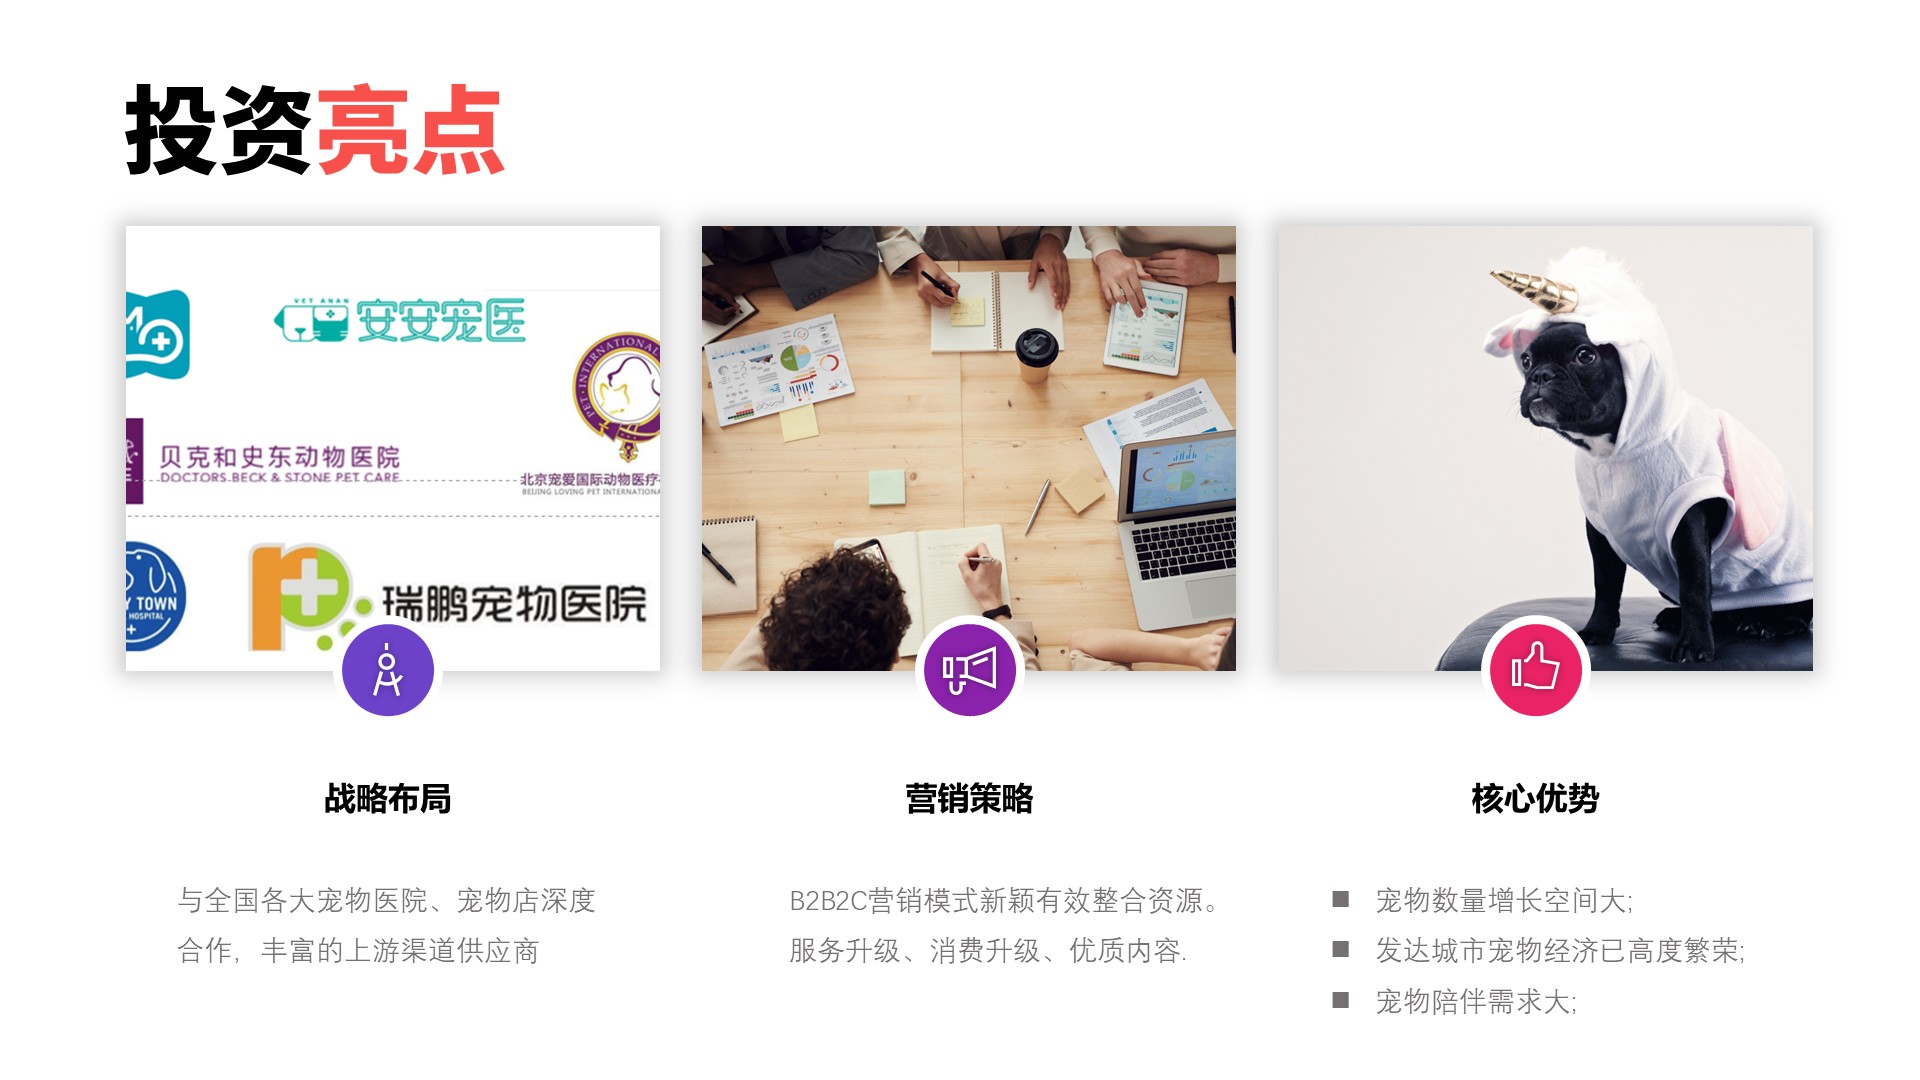 投资亮点
VET ANAN
安安宠医
PET·INTERNATIONAL
贝克和史东动物医院
DOCTORS.BECK & STONE PET CARE
北京宠爱国际动物医疗
BEIJING LOVING PET INTERNATIONA
Y TOWN
HOSPITAL
瑞鹏宠物医院
战略布局
与全国各大宠物医院、宠物店深度
合作,丰富的上游渠道供应商
营销策略
B2B2C营销模式新颖有效整合资源。
服务升级、消费升级、优质内容.
核心优势
■ 宠物数量增长空间大;
■ 发达城市宠物经济已高度繁荣;
■ 宠物陪伴需求大;